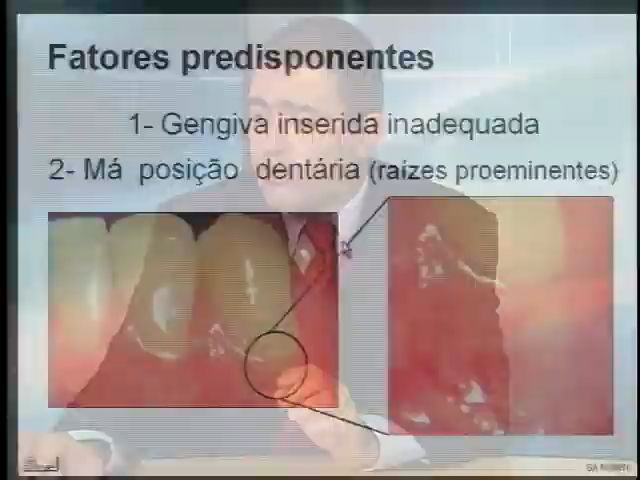 Fatores predisponentes
1- Gengiva inserida inadequada
2- Má posição dentária (raízes proeminentes)